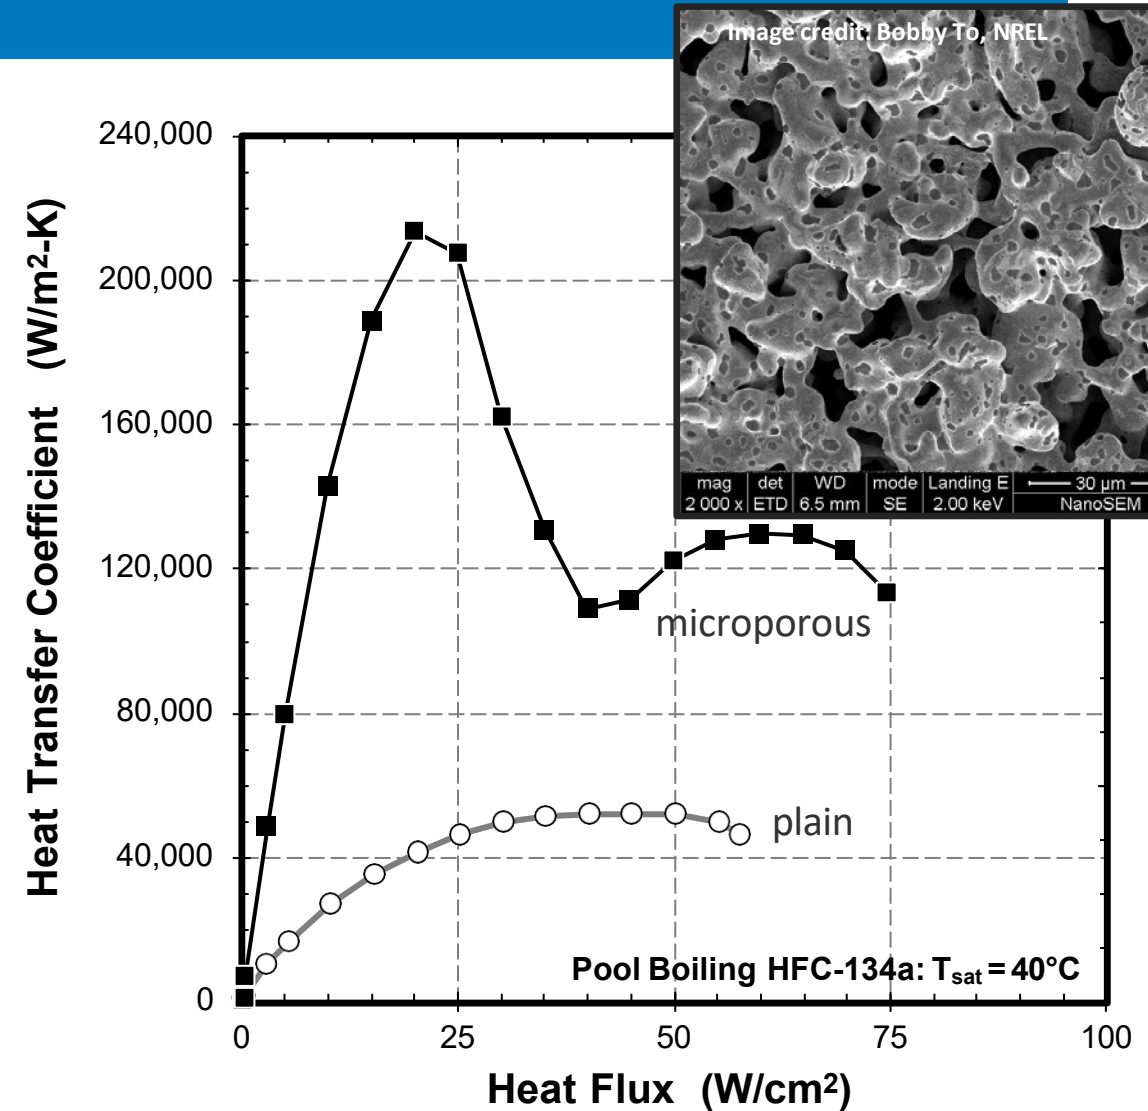 Image credit: Bobby To, NREL
mag det WD mode Landing E 30 µm
2 000 x ETD 6.5 mm SE 2.00 keV NanoSEM
Heat Transfer Coefficient (W/m²-K)
240,000
200,000
160,000
120,000
80,000
40,000
0
microporous
plain
Pool Boiling HFC-134a: Tsat = 40°C
0 25 50 75 100
Heat Flux (W/cm²)